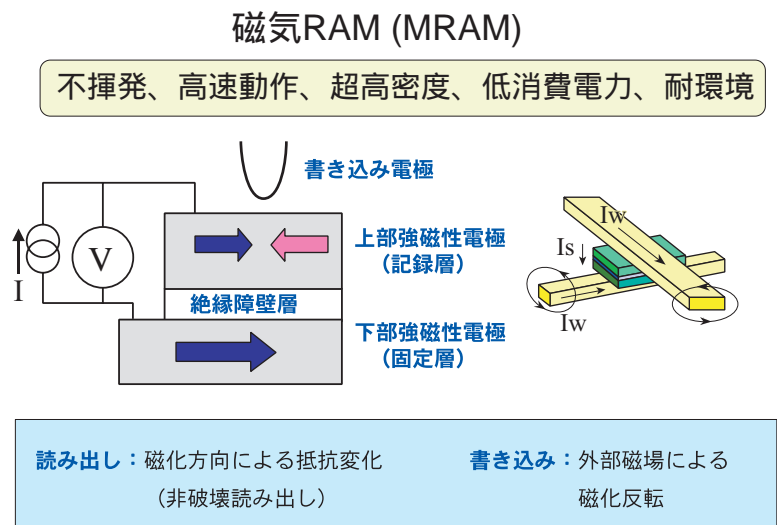 磁気RAM (MRAM)
不揮発、高速動作、超高密度、低消費電力、耐環境
書き込み電極
上部強磁性電極
（記録層）
絶縁障壁層
下部強磁性電極
（固定層）
I
V
Iw
Is
Iw
読み出し：磁化方向による抵抗変化
（非破壊読み出し）
書き込み：外部磁場による
磁化反転